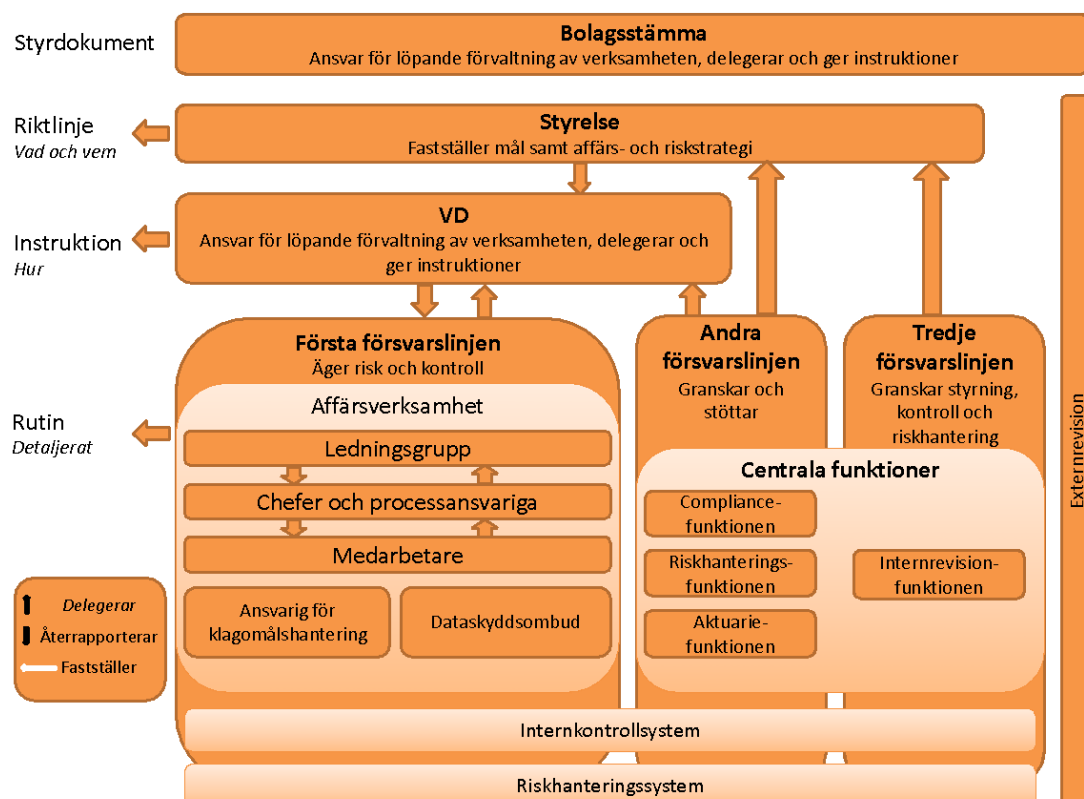 Styrdokument
Bolagsstämma
Ansvar för löpande förvaltning av verksamheten, delegerar och ger instruktioner
Riktlinje
Vad och vem
Styrelse
Fastställer mål samt affärs- och riskstrategi
Instruktion
Hur
VD
Ansvar för löpande förvaltning av verksamheten, delegerar och
ger instruktioner
Första försvarslinjen
Äger risk och kontroll
Andra
försvarslinjen
Granskar och
stöttar
Tredje
försvarslinjen
Granskar styrning,
kontroll och
riskhantering
Rutin
Detaljerat
Affärsverksamhet
Ledningsgrupp
Chefer och processansvariga
Medarbetare
Ansvarig för
klagomålshantering
Dataskyddsombud
Centrala funktioner
Compliance-
funktionen
Riskhanterings-
funktionen
Aktuarie-
funktionen
Internrevision-
funktionen
Externrevision
Delegerar
Återrapporterar
Fastställer
Internkontrollsystem
Riskhanteringssystem